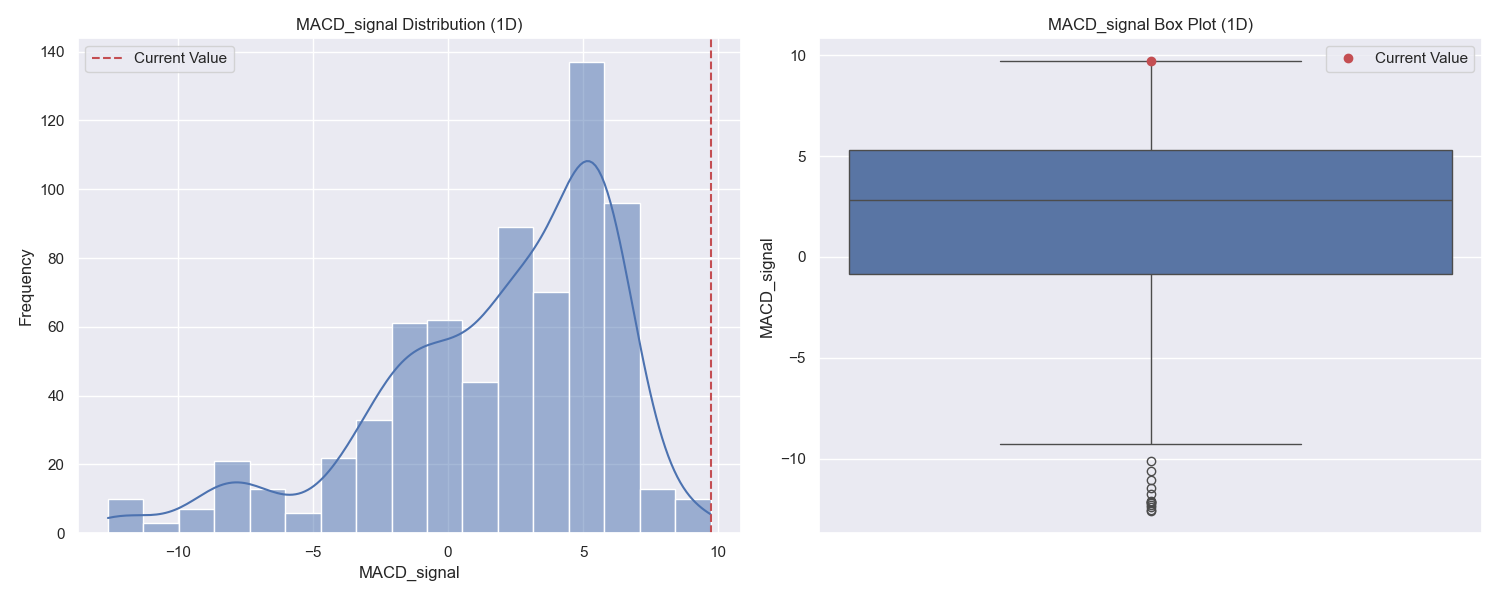 MACD_signal Distribution (1D)
Current Value
140
120
100
80
60
40
20
0
Frequency
−10
−5
0
5
10
MACD_signal
MACD_signal Box Plot (1D)
Current Value
10
5
0
−5
−10
MACD_signal